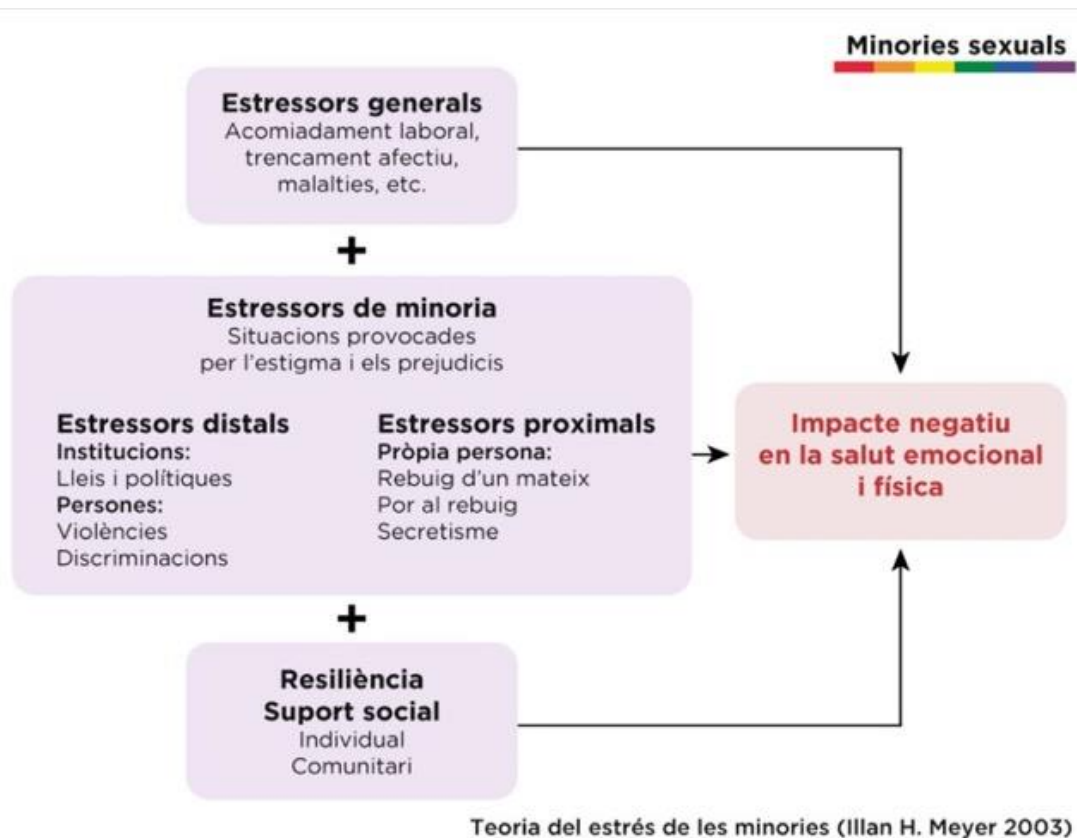 Minories sexuals
Estressors generals
Acomiadament laboral,
trencament afectiu,
malalties, etc.
+
Estressors de minoria
Situacions provocades
per l'estigma i els prejudicis
Estressors distals
Institucions:
Lleis i polítiques
Persones:
Violències
Discriminacions
Estressors proximals
Pròpia persona:
Rebuig d'un mateix
Por al rebuig
Secretisme
Impacte negatiu
en la salut emocional
i física
+
Resiliència
Suport social
Individual
Comunitari
Teoria del estrés de les minories (Illan H. Meyer 2003)